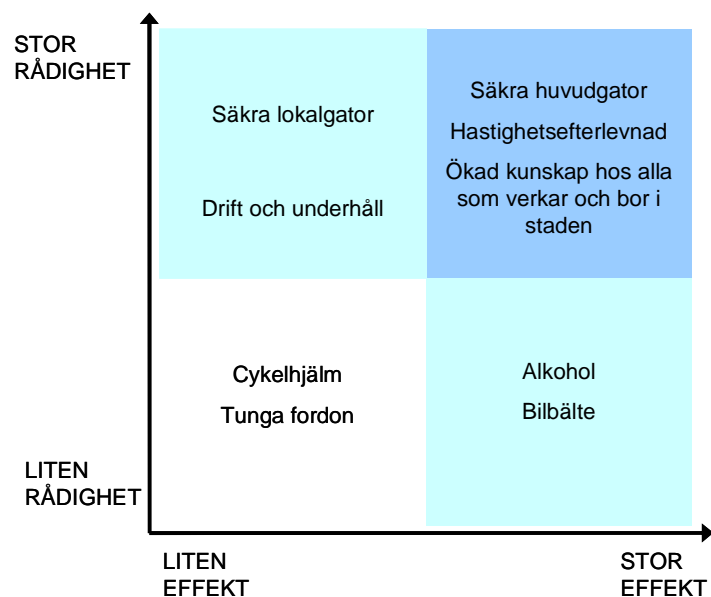 STOR
RÅDIGHET
Säkra lokalgator
Drift och underhåll
Säkra huvudgator
Hastighetsefterlevnad
Ökad kunskap hos alla
som verkar och bor i
staden
Cykelhjälm
Tunga fordon
Alkohol
Bilbälte
LITEN
RÅDIGHET
LITEN
EFFEKT
STOR
EFFEKT